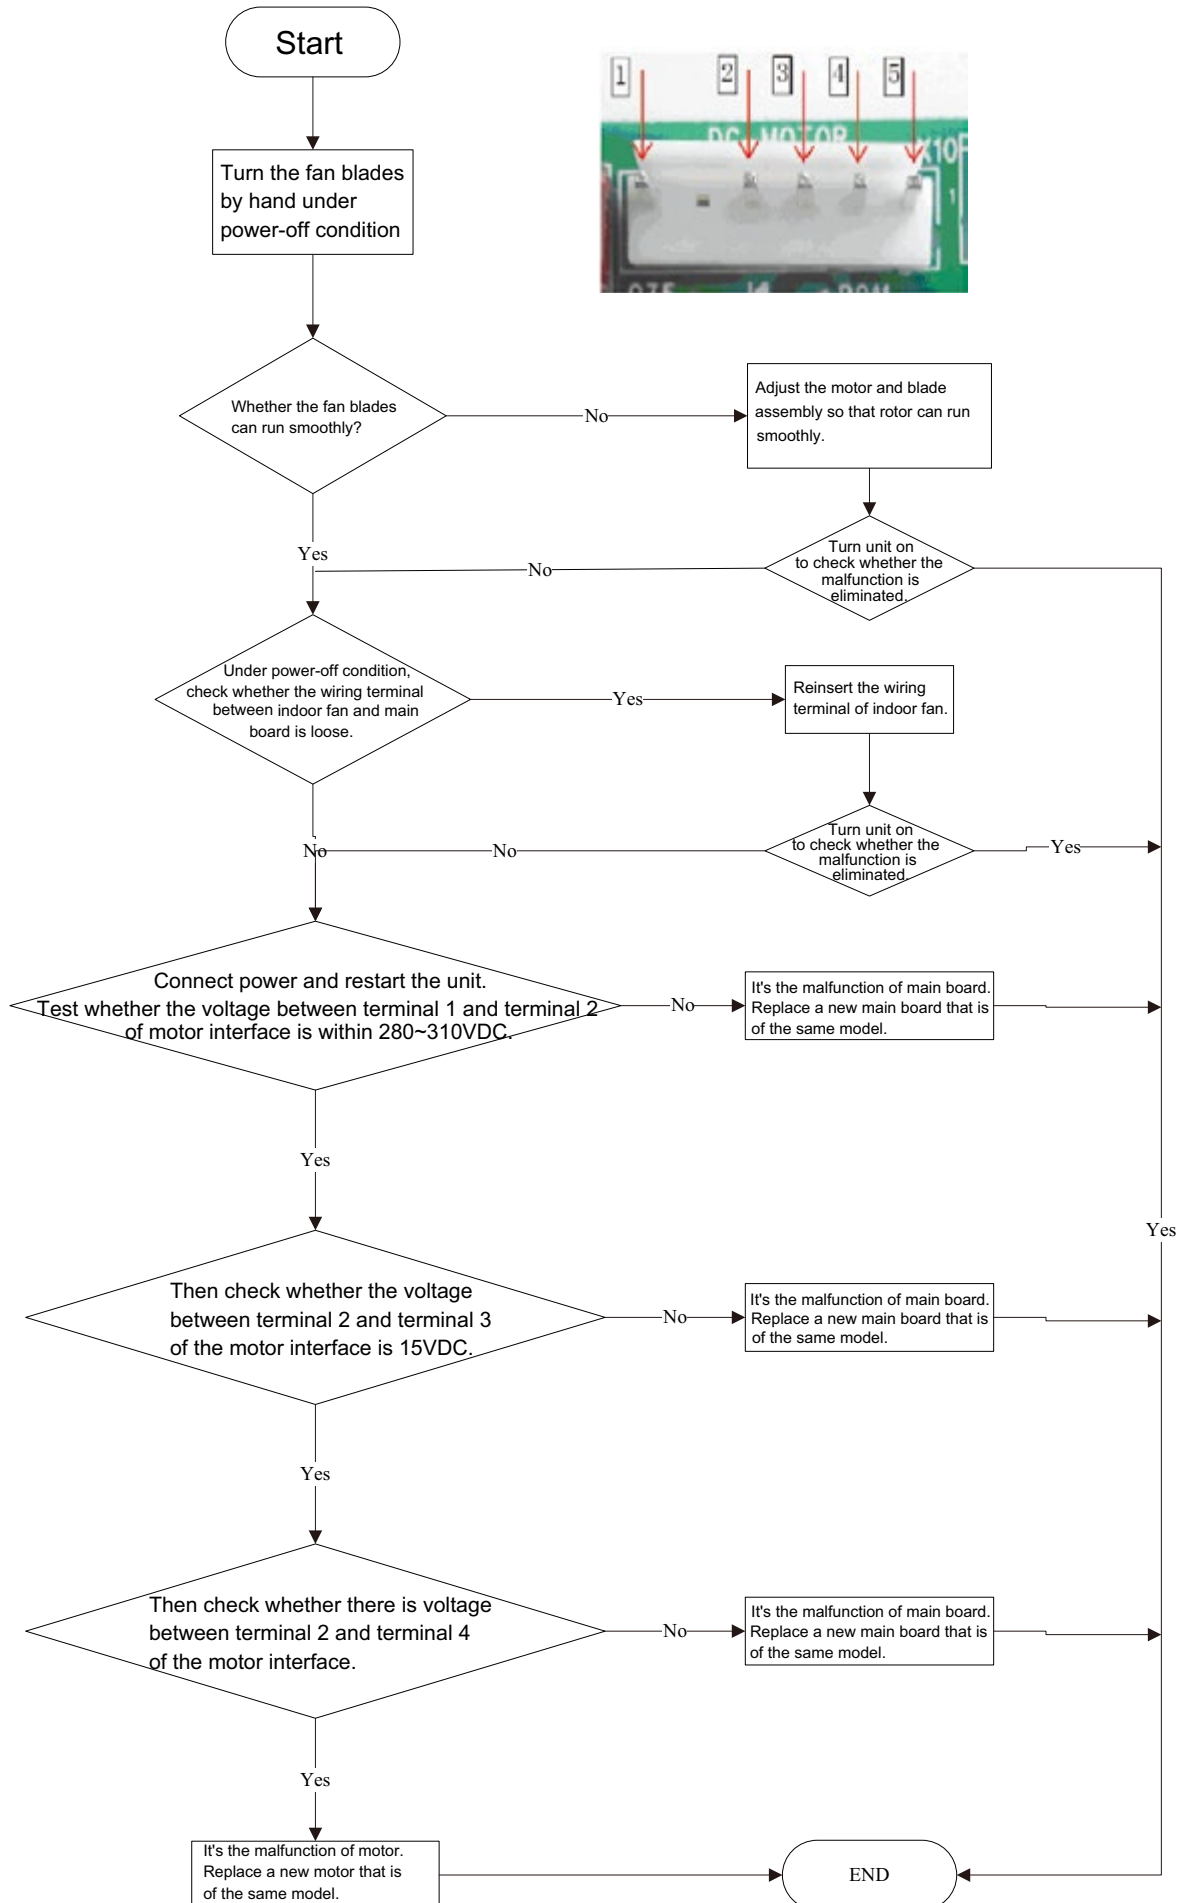 Start
1
2
3
4
5
DC-MOTOR
1
Turn the fan blades
by hand under
power-off condition
Whether the fan blades
can run smoothly?
No
Adjust the motor and blade
assembly so that rotor can run
smoothly.
Yes
Turn unit on
to check whether the
malfunction is
eliminated.
No
Under power-off condition,
check whether the wiring terminal
between indoor fan and main
board is loose.
Yes
Reinsert the wiring
terminal of indoor fan.
No
No
Turn unit on
to check whether the
malfunction is
eliminated.
Yes
Connect power and restart the unit.
Test whether the voltage between terminal 1 and terminal 2
of motor interface is within 280~310VDC.
No
It's the malfunction of main board.
Replace a new main board that is
of the same model.
Yes
Yes
Then check whether the voltage
between terminal 2 and terminal 3
of the motor interface is 15VDC.
No
It's the malfunction of main board.
Replace a new main board that is
of the same model.
Yes
Then check whether there is voltage
between terminal 2 and terminal 4
of the motor interface.
No
It's the malfunction of main board.
Replace a new main board that is
of the same model.
Yes
It's the malfunction of motor.
Replace a new motor that is
of the same model.
END